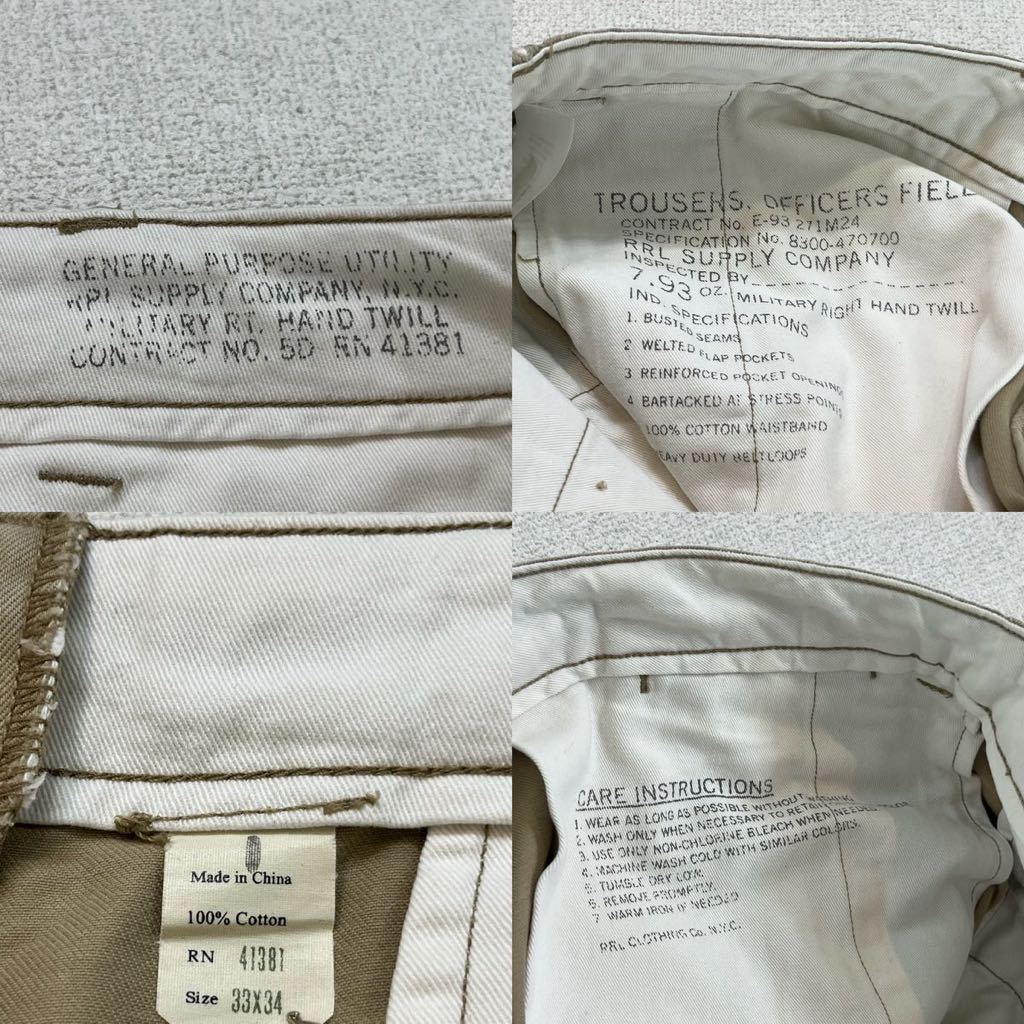 GENERAL PURPOSE UTILITY
RRL SUPPLY COMPANY, N.Y.C.
MILITARY RT. HAND TWILL
CONTRACT NO. 5D RN 41381
TROUSERS, OFFICERS FIEL
CONTRACT No. E-93 271M24
SPECIFICATION No. 8300-470700
RRL SUPPLY COMPANY
INSPECTED BY
7.93 OZ. MILITARY RIGHT HAND TWILL
IND. SPECIFICATIONS
1. BUSTED SEAMS
2 WELTED FLAP POCKETS
3 REINFORCED POCKET OPENING
4 BARTACKED AT STRESS POINTS
100% COTTON WAISTBAND
EAVY DUTY BELTLOOPS
Made in China
100% Cotton
RN 41381
Size 33X34
CARE INSTRUCTIONS
1. WEAR AS LONG AS POSSIBLE WITHOUT WASHING
2. WASH ONLY WHEN NECESSARY TO RETAIN
3. USE ONLY NON-CHLORINE BLEACH WHEN NEEDED
4. MACHINE WASH COLD WITH SIMILAR COLORS.
5. TUMBLE DRY LOW.
6. REMOVE PROMPTLY.
7 WARM IRON IF NEEDED
RRL CLOTHING Co. N.Y.C.